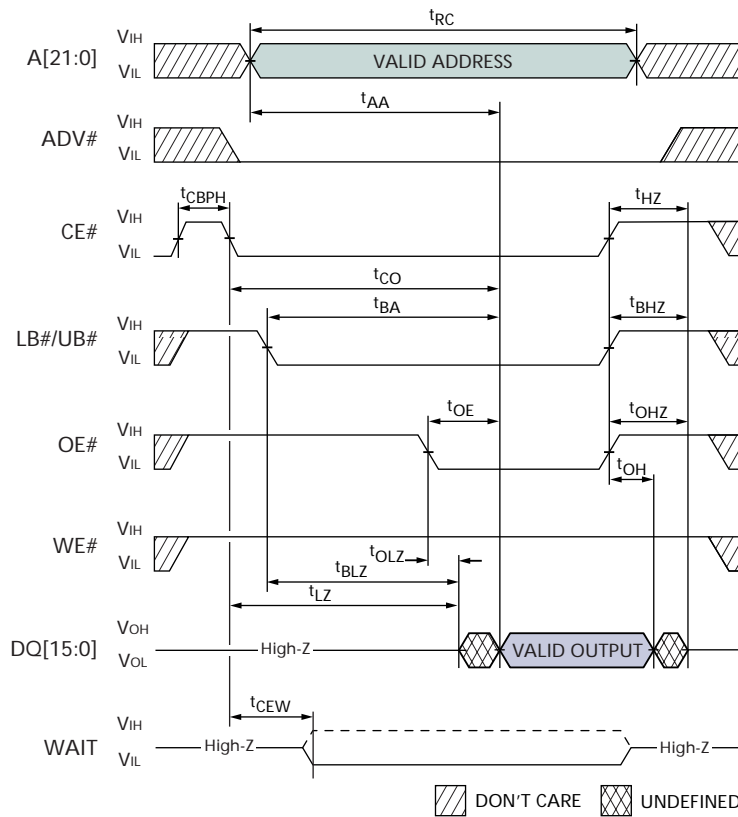 tRC
VIH
A[21:0] VALID ADDRESS
VIL
tAA
VIH
ADV#
VIL
tCBPH tHZ
VIH
CE#
VIL
tCO
tBA tBHZ
VIH
LB#/UB#
VIL
tOE tOHZ
VIH
OE#
VIL
tOH
VIH
WE#
VIL
tOLZ
tBLZ
tLZ
VOH
DQ[15:0] High-Z VALID OUTPUT
VOL
tCEW
VIH
WAIT High-Z High-Z
VIL
DON'T CARE UNDEFINED